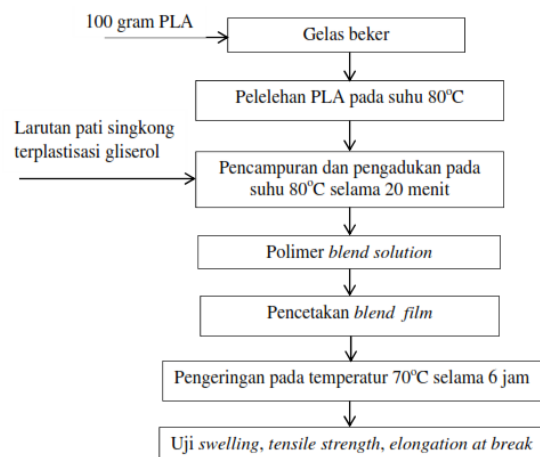 100 gram PLA
Gelas beker
Pelelehan PLA pada suhu 80°C
Larutan pati singkong
terplastisasi gliserol
Pencampuran dan pengadukan pada
suhu 80°C selama 20 menit
Polimer blend solution
Pencetakan blend film
Pengeringan pada temperatur 70°C selama 6 jam
Uji swelling, tensile strength, elongation at break